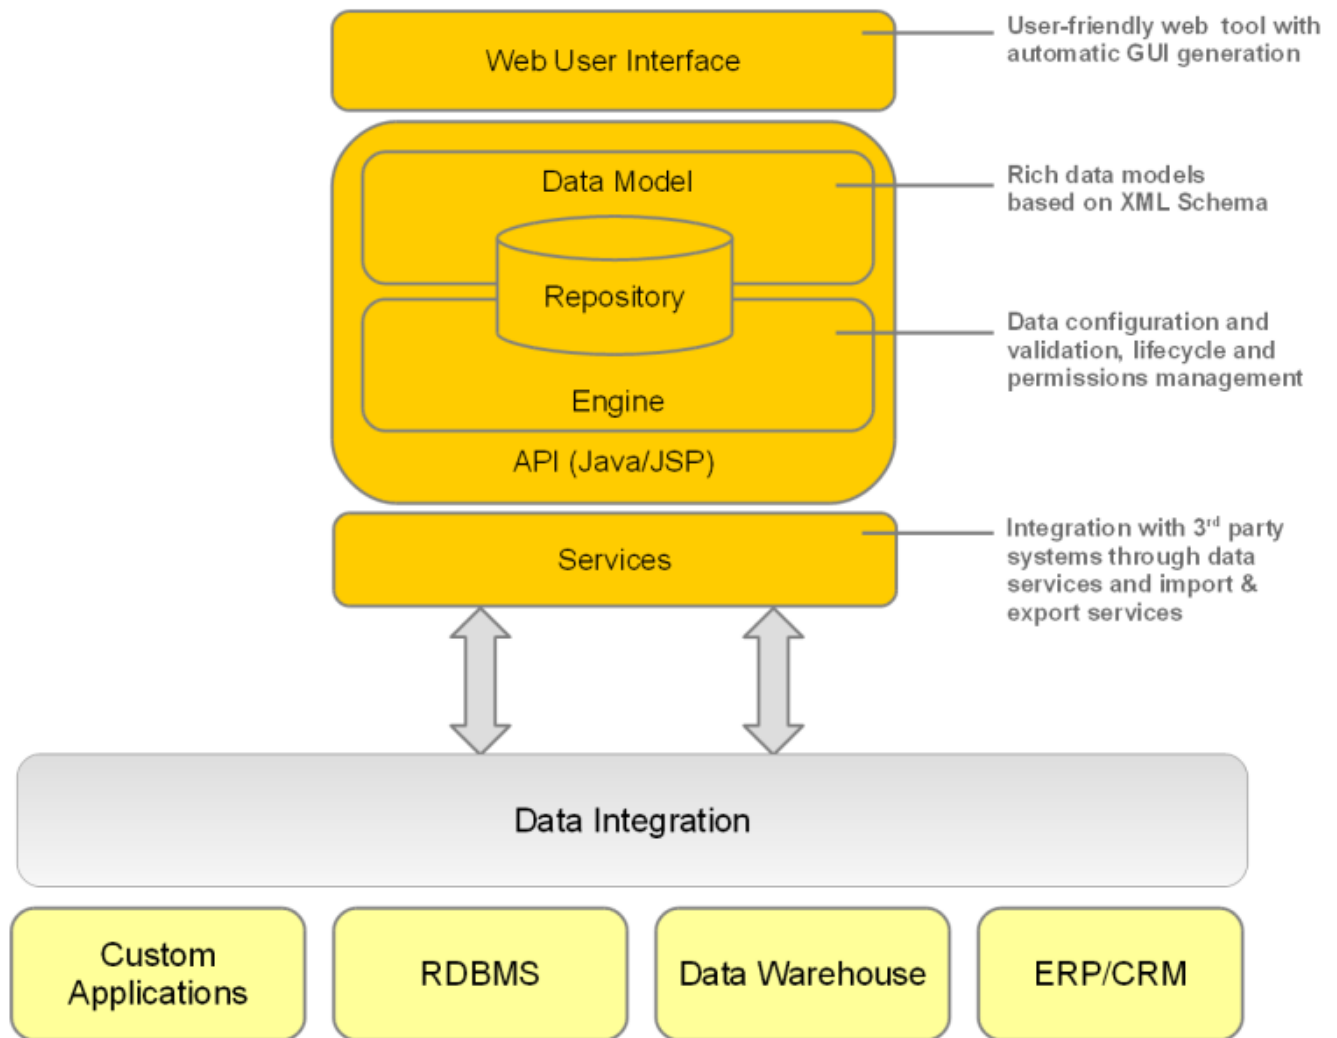 Web User Interface
User-friendly web tool with
automatic GUI generation
Data Model
Rich data models
based on XML Schema
Repository
Engine
Data configuration and
validation, lifecycle and
permissions management
API (Java/JSP)
Services
Integration with 3rd party
systems through data
services and import &
export services
Data Integration
Custom
Applications
RDBMS
Data Warehouse
ERP/CRM